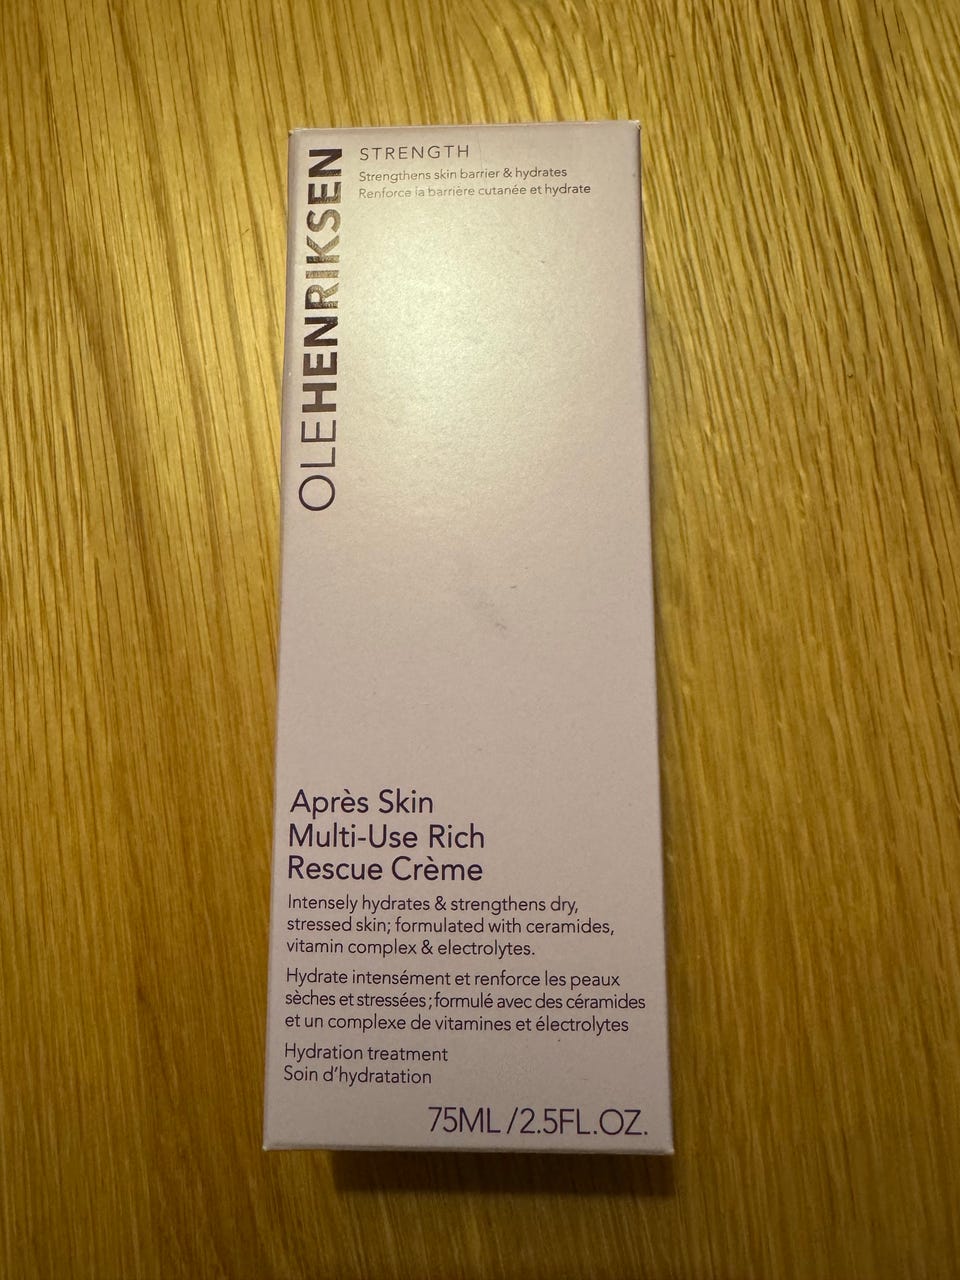 OLEHENRIKSEN
STRENGTH
Strengthens skin barrier & hydrates
Renforce la barrière cutanée et hydrate
Après Skin
Multi-Use Rich
Rescue Crème
Intensely hydrates & strengthens dry,
stressed skin; formulated with ceramides,
vitamin complex & electrolytes.
Hydrate intensément et renforce les peaux
sèches et stressées; formulé avec des céramides
et un complexe de vitamines et électrolytes
Hydration treatment
Soin d'hydratation
75ML/2.5FL.OZ.